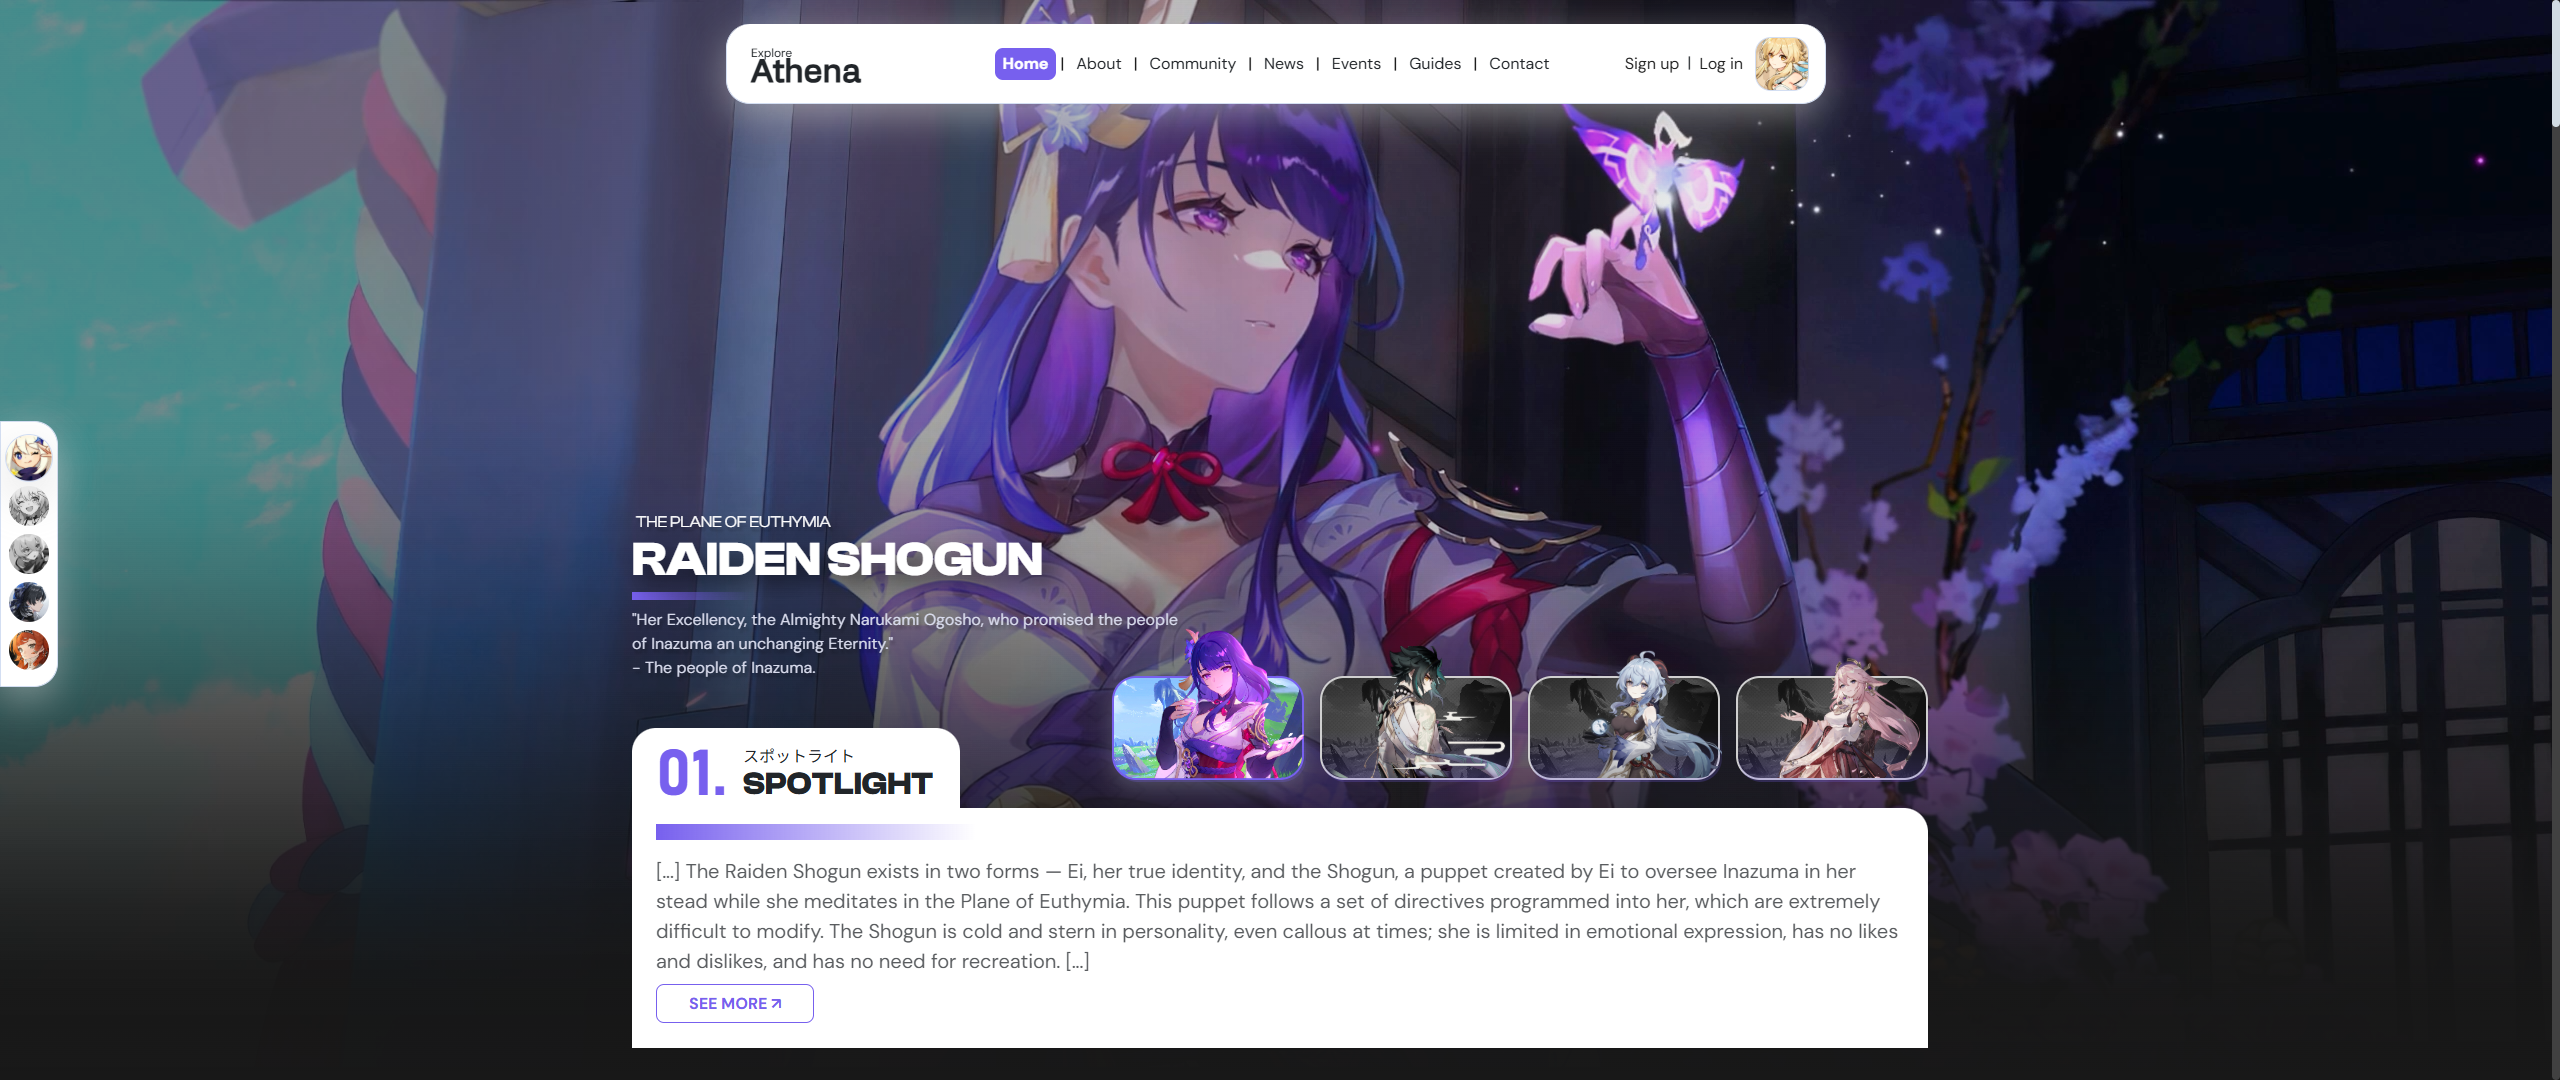 Explore
Athena
Home | About | Community | News | Events | Guides | Contact
Sign up | Log in
THE PLANE OF EUTHYMIA
RAIDEN SHOGUN
"Her Excellency, the Almighty Narukami Ogosho, who promised the people
of Inazuma an unchanging Eternity."
- The people of Inazuma.
01.
スポットライト
SPOTLIGHT
[...] The Raiden Shogun exists in two forms — Ei, her true identity, and the Shogun, a puppet created by Ei to oversee Inazuma in her
stead while she meditates in the Plane of Euthymia. This puppet follows a set of directives programmed into her, which are extremely
difficult to modify. The Shogun is cold and stern in personality, even callous at times; she is limited in emotional expression, has no likes
and dislikes, and has no need for recreation. [...]
SEE MORE